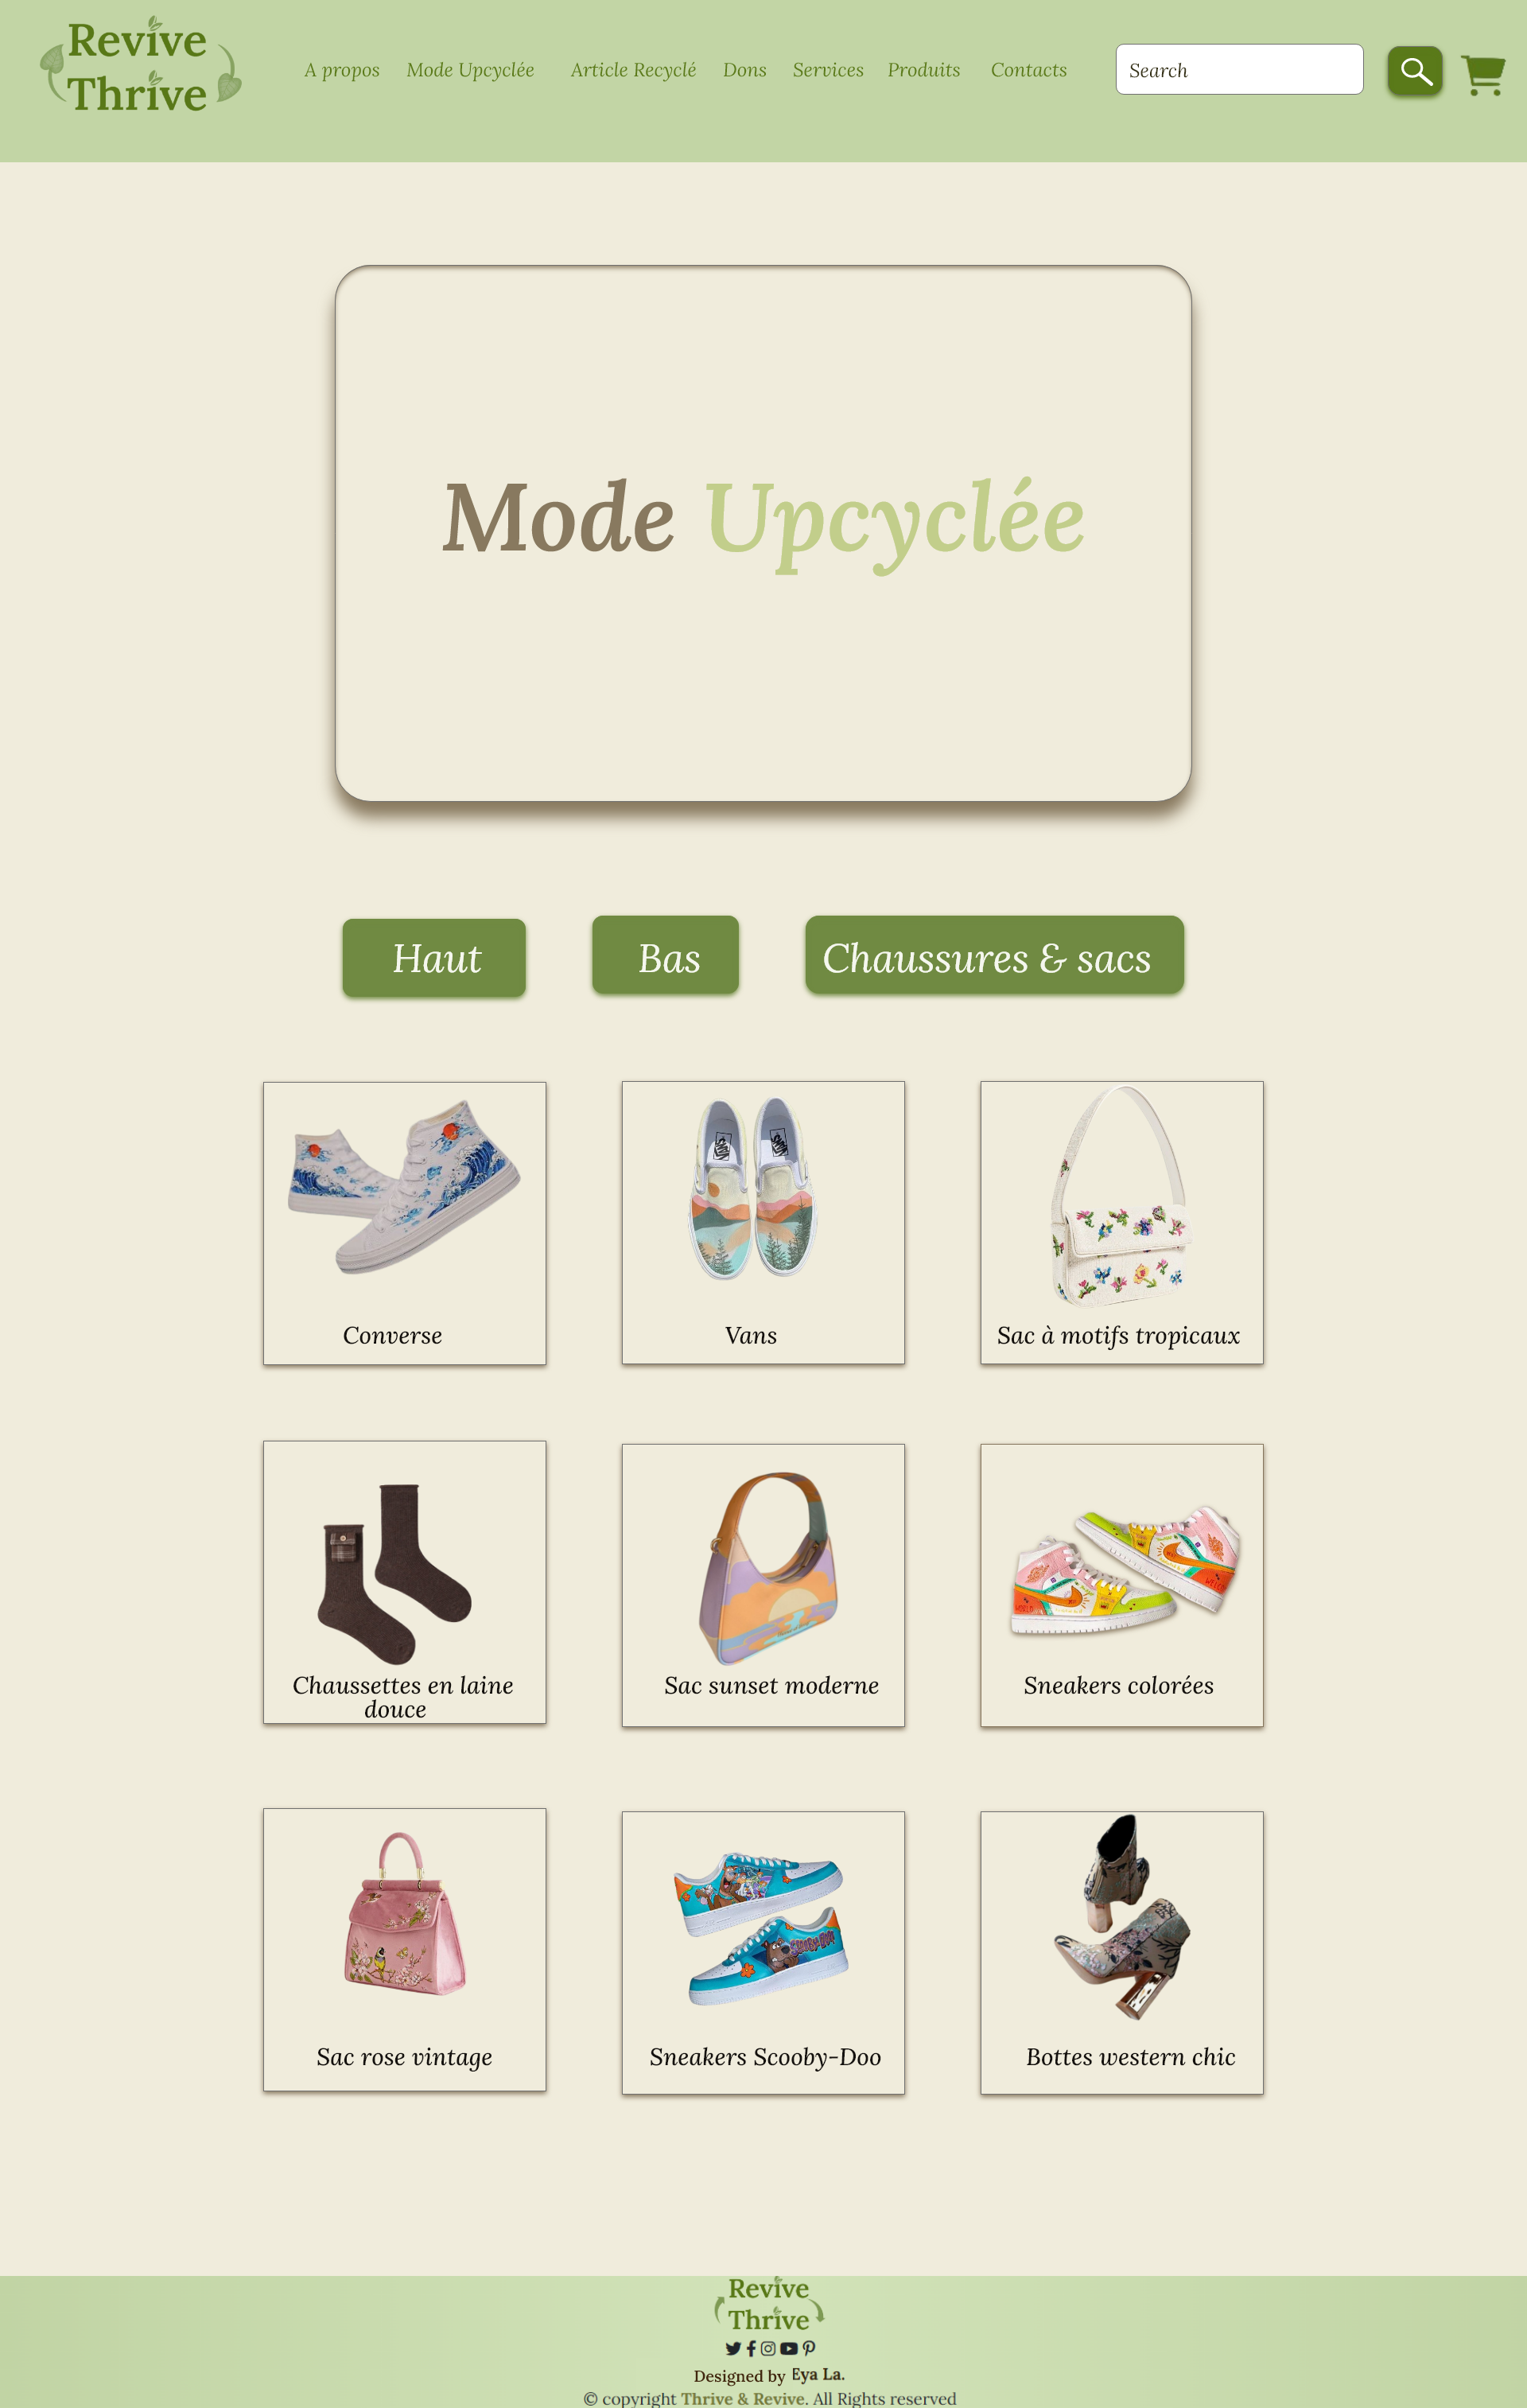 Revive
Thrive
A propos Mode Upcyclée Article Recyclé Dons Services Produits Contacts
Search
Mode Upcyclée
Haut Bas Chaussures & sacs
Converse
Vans
Sac à motifs tropicaux
Chaussettes en laine
douce
Sac sunset moderne
Sneakers colorées
Sac rose vintage
Sneakers Scooby-Doo
Bottes western chic
Revive
Thrive
Designed by Eya La.
© copyright Thrive & Revive. All Rights reserved